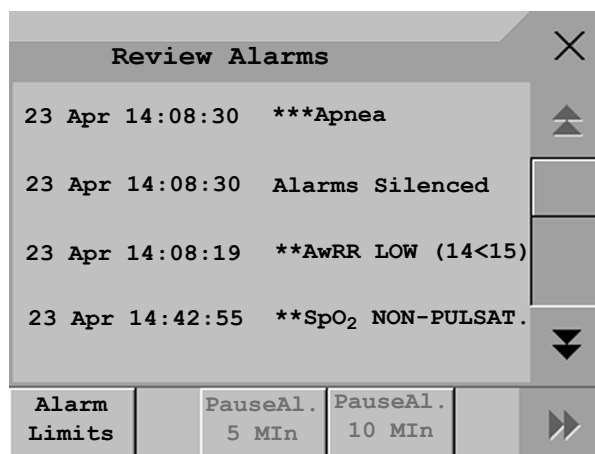 Review Alarms
23 Apr 14:08:30 ***Apnea
23 Apr 14:08:30 Alarms Silenced
23 Apr 14:08:19 **AwRR LOW (14<15)
23 Apr 14:42:55 **SpO₂ NON-PULSAT.
Alarm PauseAl. PauseAl.
Limits 5 MIn 10 MIn